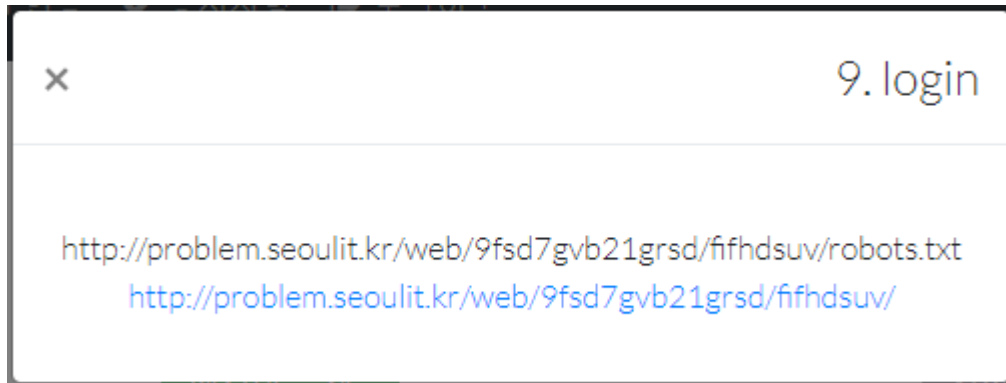 ×
9. login
http://problem.seoulit.kr/web/9fsd7gvb21grsd/fifhdsuv/robots.txt
http://problem.seoulit.kr/web/9fsd7gvb21grsd/fifhdsuv/